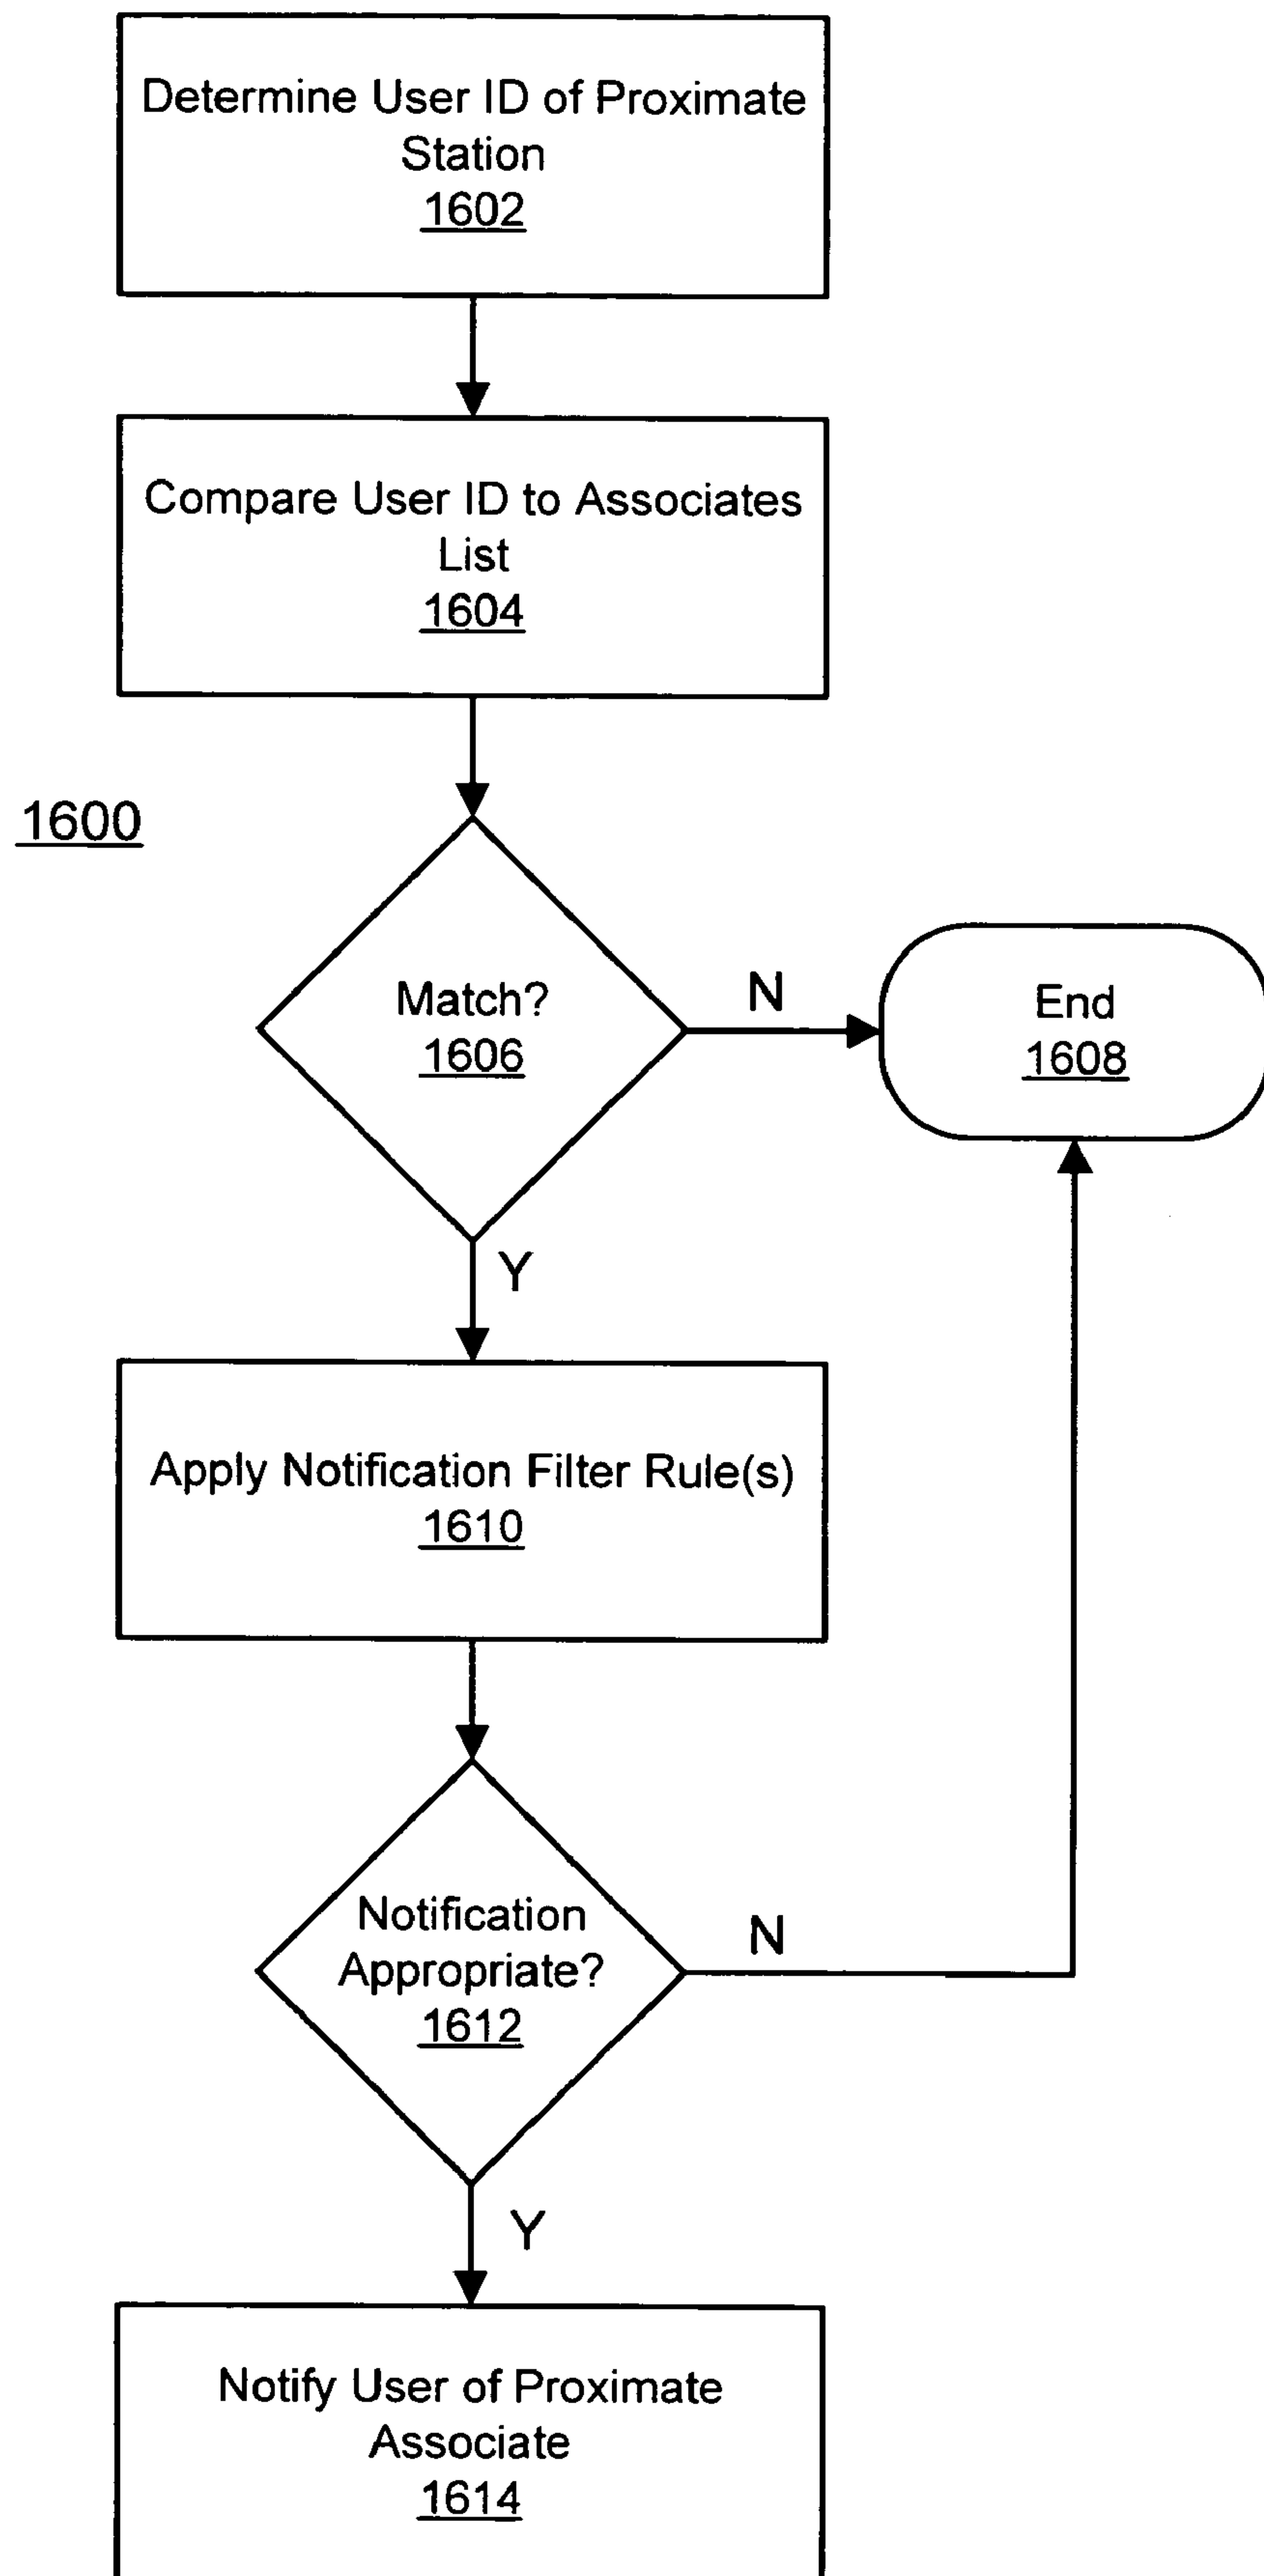 Determine User ID of Proximate
Station
1602
Compare User ID to Associates
List
1604
1600
Match?
1606
N
End
1608
Y
Apply Notification Filter Rule(s)
1610
Notification
Appropriate?
1612
N
Y
Notify User of Proximate
Associate
1614